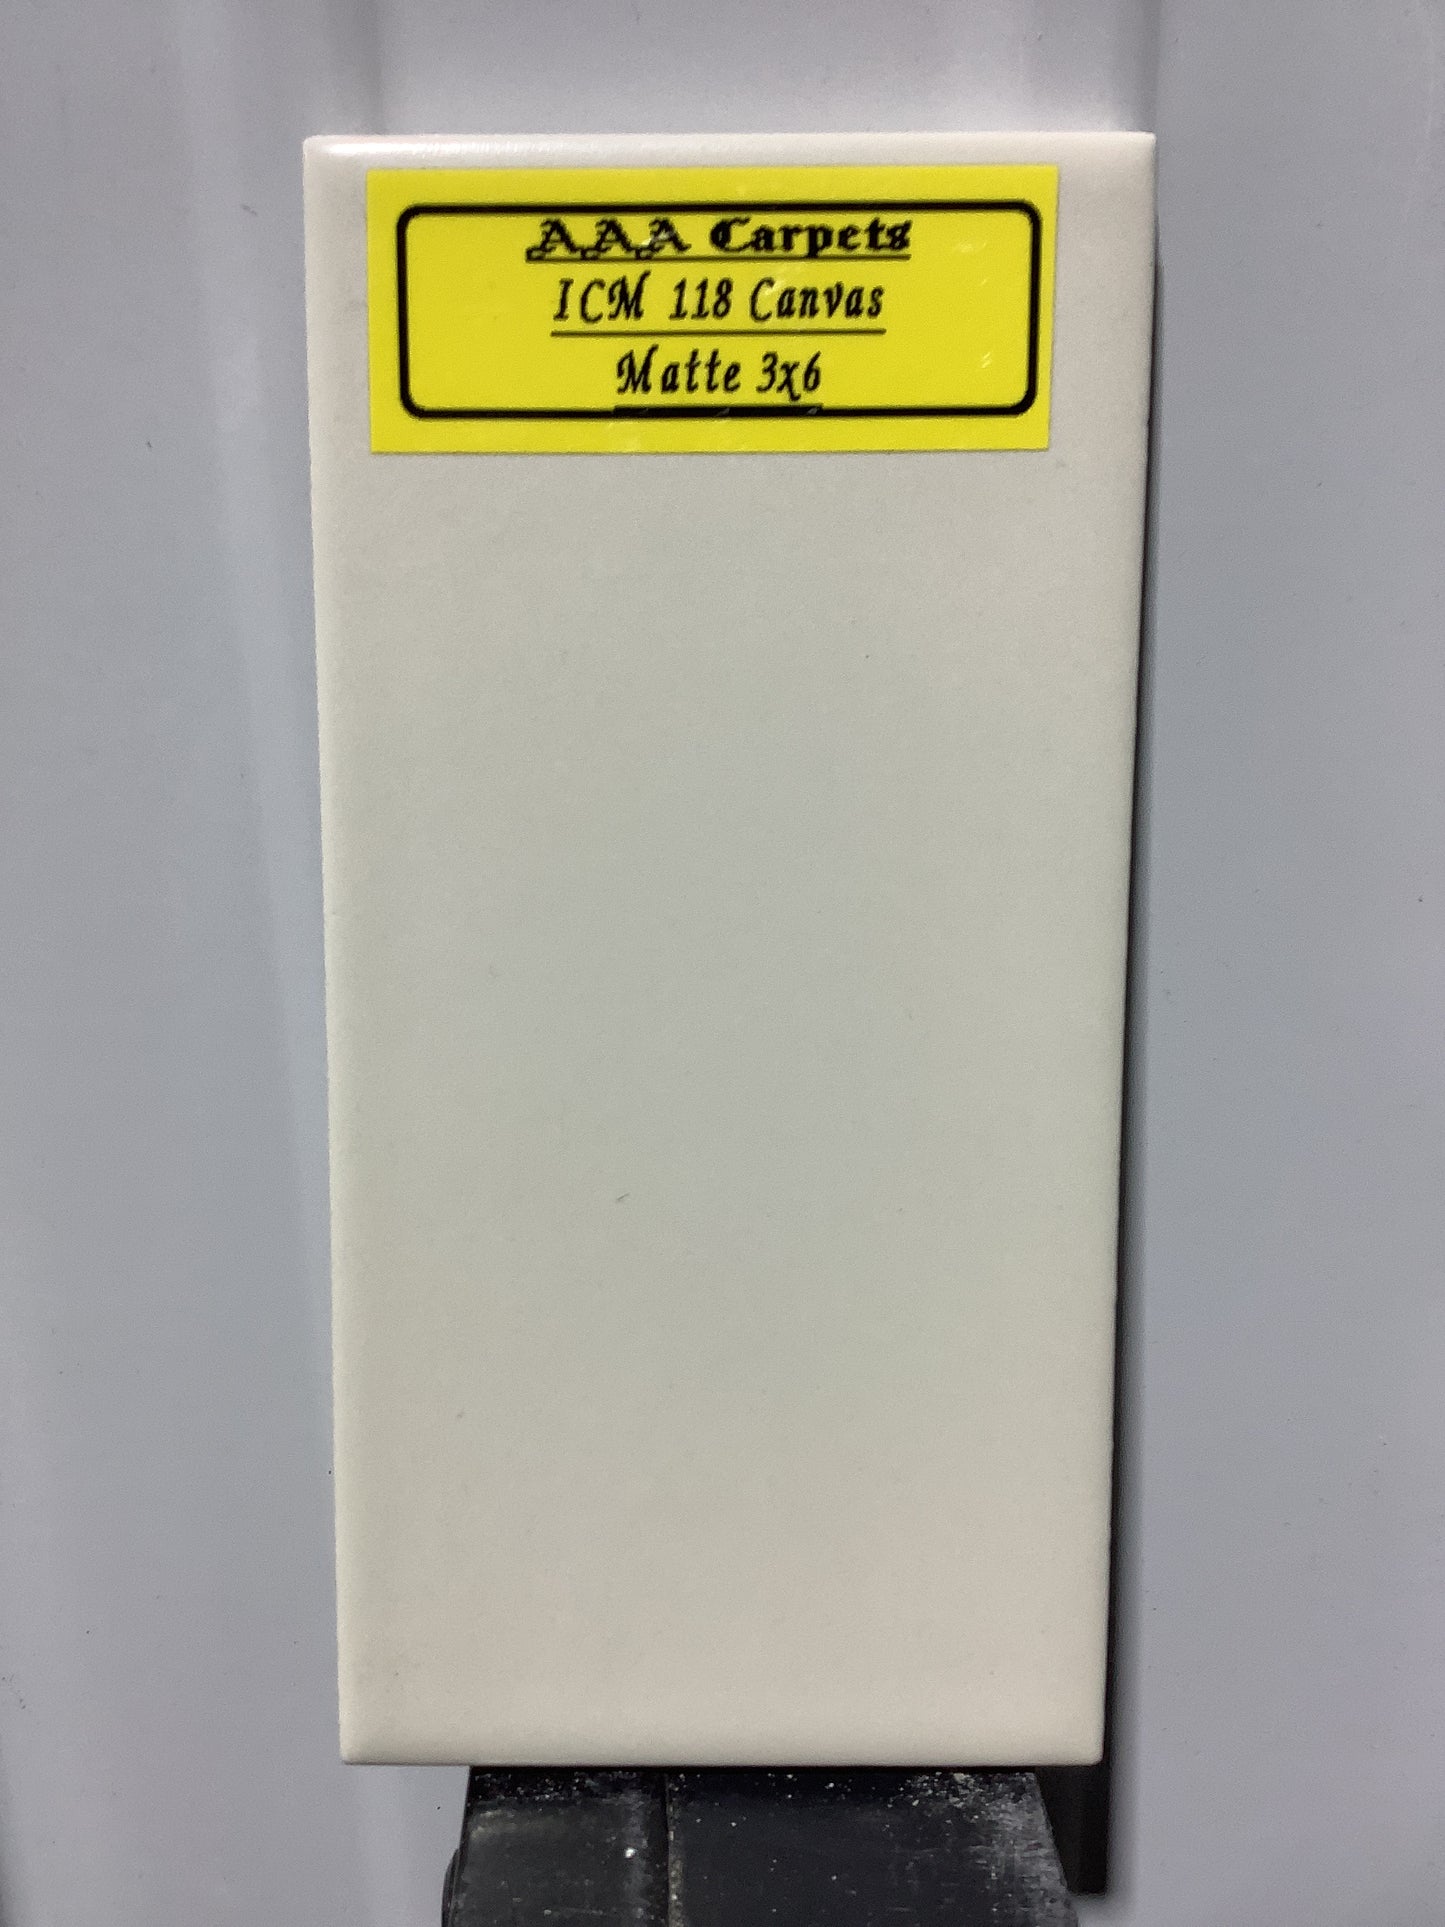 AAA Carpets
ICM 118 Canvas
Matte 3x6